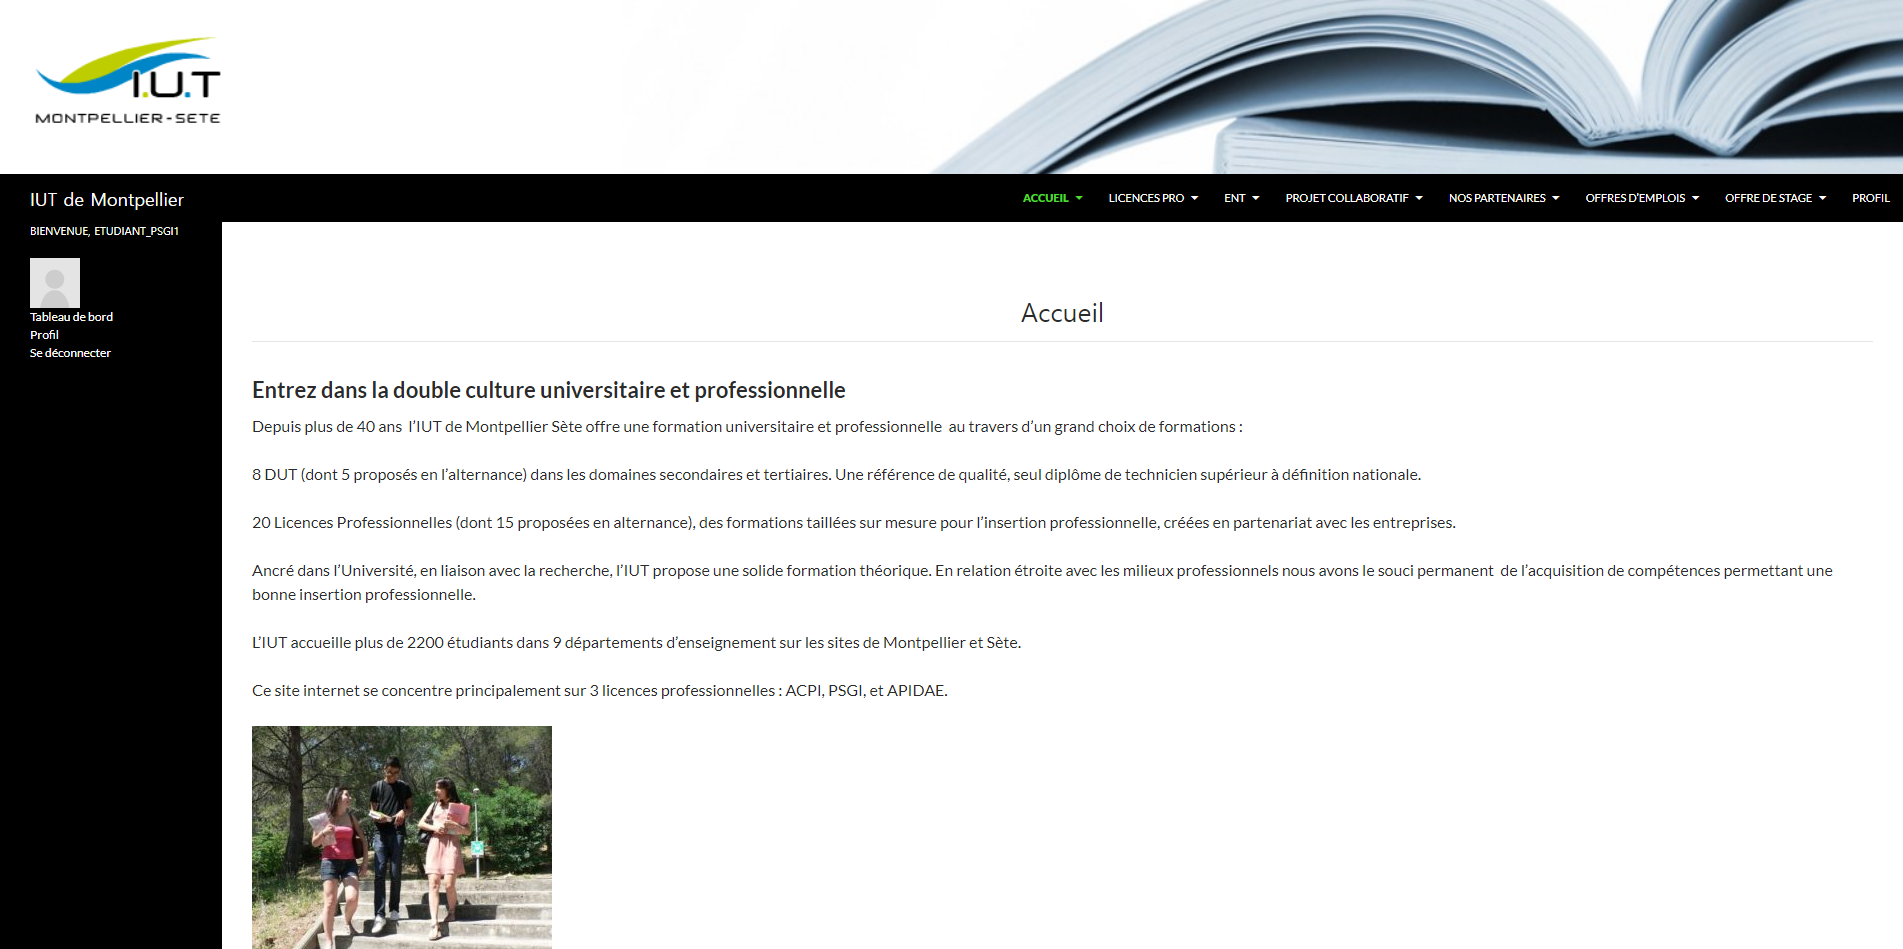 I.U.T
MONTPELLIER-SETE
IUT de Montpellier
ACCUEIL LICENCES PRO ENT PROJET COLLABORATIF NOS PARTENAIRES OFFRES D’EMPLOIS OFFRE DE STAGE PROFIL
BIENVENUE, ETUDIANT_PSGI1
Tableau de bord
Profil
Se déconnecter
Accueil
Entrez dans la double culture universitaire et professionnelle
Depuis plus de 40 ans l’IUT de Montpellier Sète offre une formation universitaire et professionnelle au travers d’un grand choix de formations :
8 DUT (dont 5 proposés en l’alternance) dans les domaines secondaires et tertiaires. Une référence de qualité, seul diplôme de technicien supérieur à définition nationale.
20 Licences Professionnelles (dont 15 proposées en alternance), des formations taillées sur mesure pour l’insertion professionnelle, créées en partenariat avec les entreprises.
Ancré dans l’Université, en liaison avec la recherche, l’IUT propose une solide formation théorique. En relation étroite avec les milieux professionnels nous avons le souci permanent de l’acquisition de compétences permettant une
bonne insertion professionnelle.
L’IUT accueille plus de 2200 étudiants dans 9 départements d’enseignement sur les sites de Montpellier et Sète.
Ce site internet se concentre principalement sur 3 licences professionnelles : ACPI, PSGI, et APIDAE.